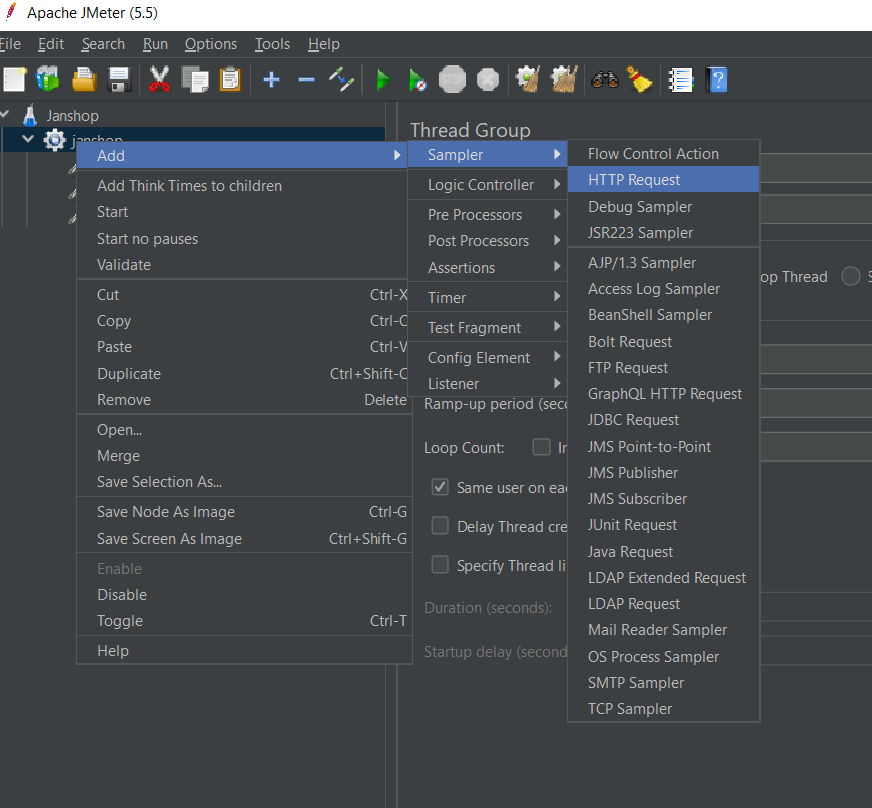 Apache JMeter (5.5)
File Edit Search Run Options Tools Help
Janshop
janshop
Thread Group
Add
Add Think Times to children
Start
Start no pauses
Validate
Cut Ctrl-X
Copy Ctrl-C
Paste Ctrl-V
Duplicate Ctrl+Shift-C
Remove Delete
Open...
Merge
Save Selection As...
Save Node As Image Ctrl-G
Save Screen As Image Ctrl+Shift-G
Enable
Disable
Toggle Ctrl-T
Help
Sampler
Logic Controller
Pre Processors
Post Processors
Assertions
Timer
Test Fragment
Config Element
Listener
Flow Control Action
HTTP Request
Debug Sampler
JSR223 Sampler
AJP/1.3 Sampler
Access Log Sampler
BeanShell Sampler
Bolt Request
FTP Request
GraphQL HTTP Request
JDBC Request
JMS Point-to-Point
JMS Publisher
JMS Subscriber
JUnit Request
Java Request
LDAP Extended Request
LDAP Request
Mail Reader Sampler
OS Process Sampler
SMTP Sampler
TCP Sampler
op Thread
Ramp-up period (sec
Loop Count: In
Same user on eac
Delay Thread cre
Specify Thread li
Duration (seconds):
Startup delay (second